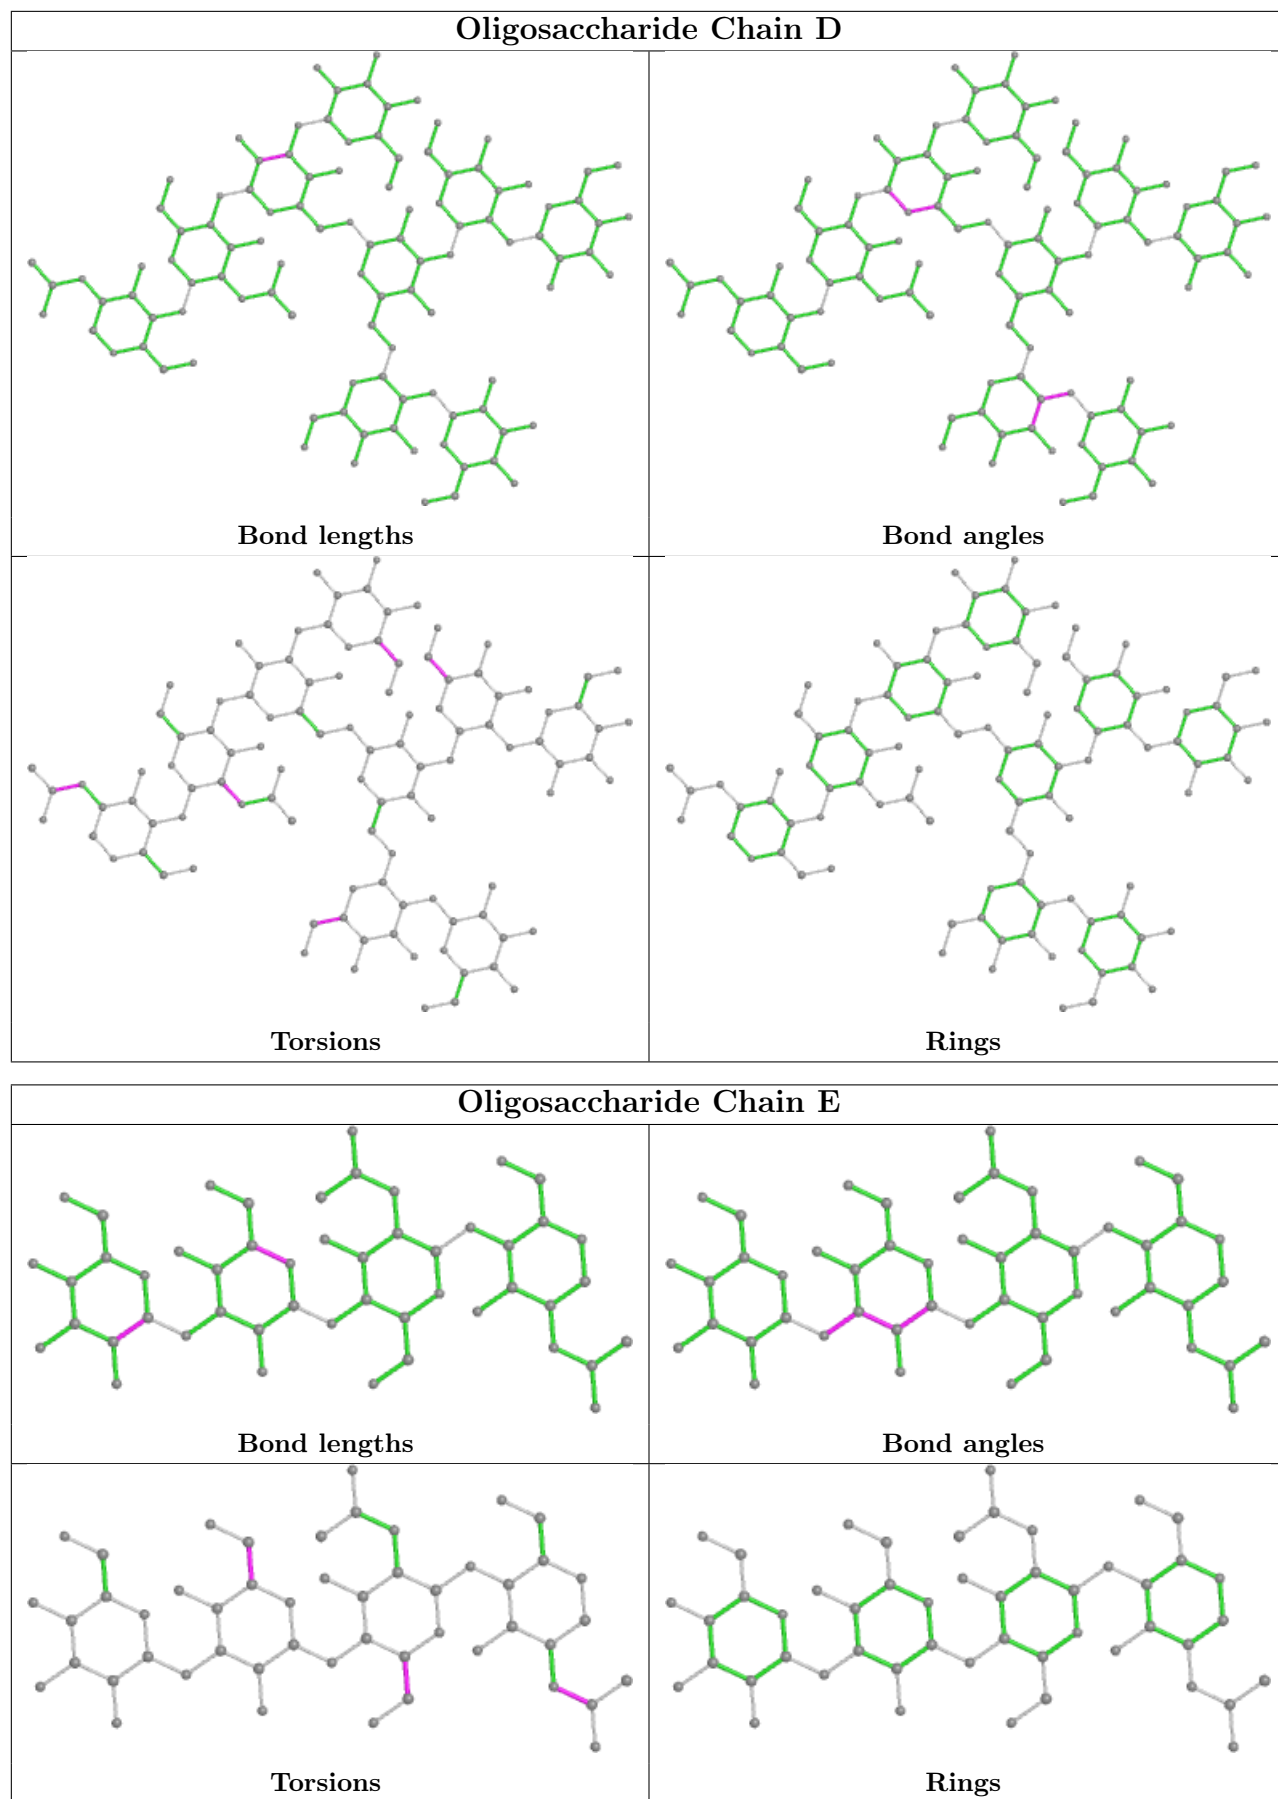 Oligosaccharide Chain D
Bond lengths
Bond angles
Torsions
Rings
Oligosaccharide Chain E
Bond lengths
Bond angles
Torsions
Rings